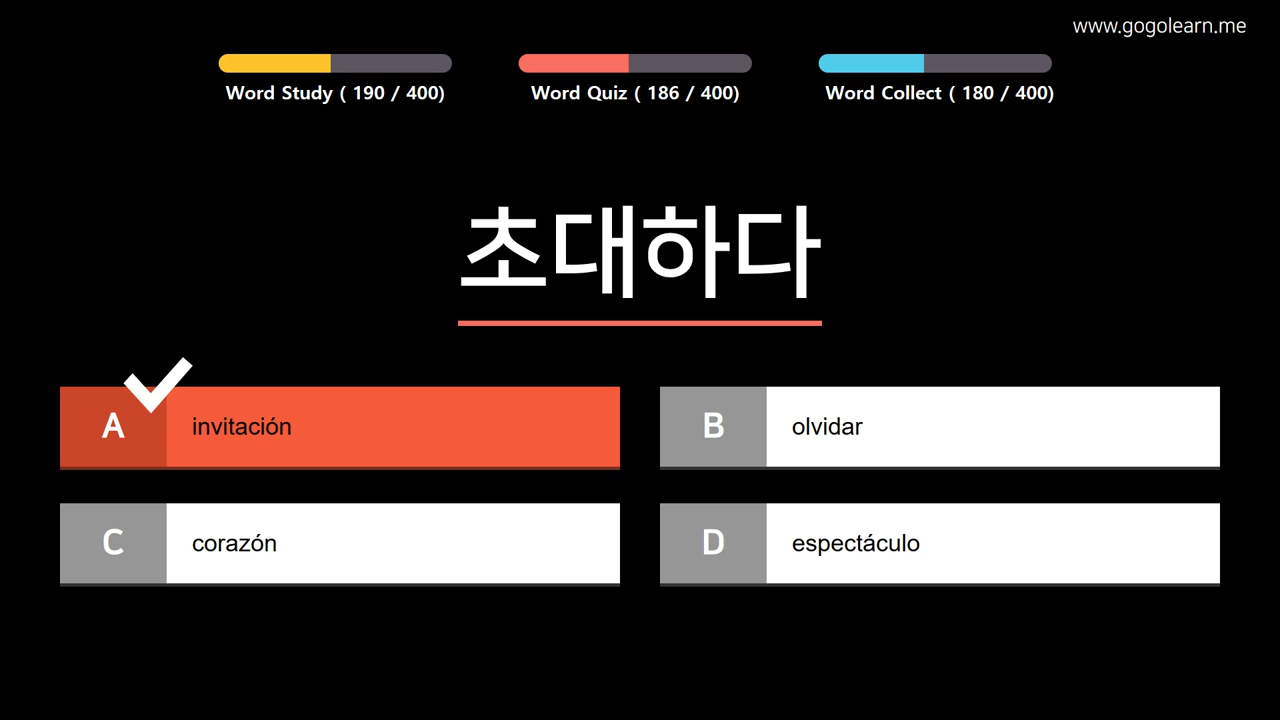 www.gogolearn.me
Word Study ( 190 / 400)
Word Quiz ( 186 / 400)
Word Collect ( 180 / 400)
초대하다
A invitación
B olvidar
C corazón
D espectáculo